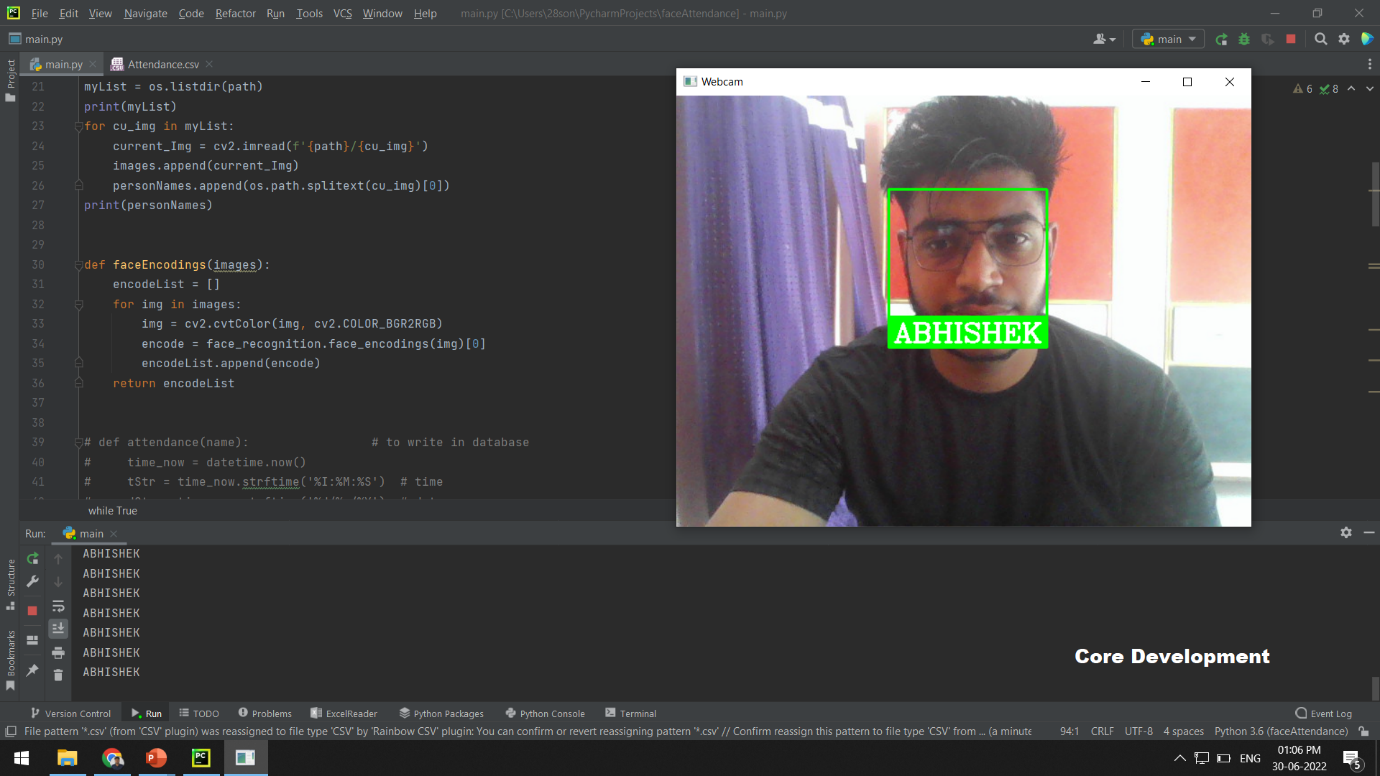 File Edit View Navigate Code Refactor Run Tools VCS Window Help main.py [C:\Users\28son\PycharmProjects\faceAttendance] - main.py
main.py
main
main.py Attendance.csv
Project
6 8
Webcam
21 myList = os.listdir(path)
22 print(myList)
23 for cu_img in myList:
24 current_Img = cv2.imread(f'{path}/{cu_img}')
25 images.append(current_Img)
26 personNames.append(os.path.splitext(cu_img)[0])
27 print(personNames)
28
29
30 def faceEncodings(images):
31 encodeList = []
32 for img in images:
33 img = cv2.cvtColor(img, cv2.COLOR_BGR2RGB)
34 encode = face_recognition.face_encodings(img)[0]
35 encodeList.append(encode)
36 return encodeList
37
38
39 # def attendance(name): # to write in database
40 # time_now = datetime.now()
41 # tStr = time_now.strftime('%I:%M:%S') # time
ABHISHEK
while True
Run: main
ABHISHEK
ABHISHEK
ABHISHEK
ABHISHEK
ABHISHEK
ABHISHEK
ABHISHEK
Structure
Bookmarks
Core Development
Version Control Run TODO Problems ExcelReader Python Packages Python Console Terminal Event Log
File pattern '*.csv' (from 'CSV' plugin) was reassigned to file type 'CSV' by 'Rainbow CSV' plugin: You can confirm or revert reassigning pattern '*.csv' // Confirm reassign this pattern to file type 'CSV' from ... (a minute 94:1 CRLF UTF-8 4 spaces Python 3.6 (faceAttendance)
ENG
01:06 PM
30-06-2022
5